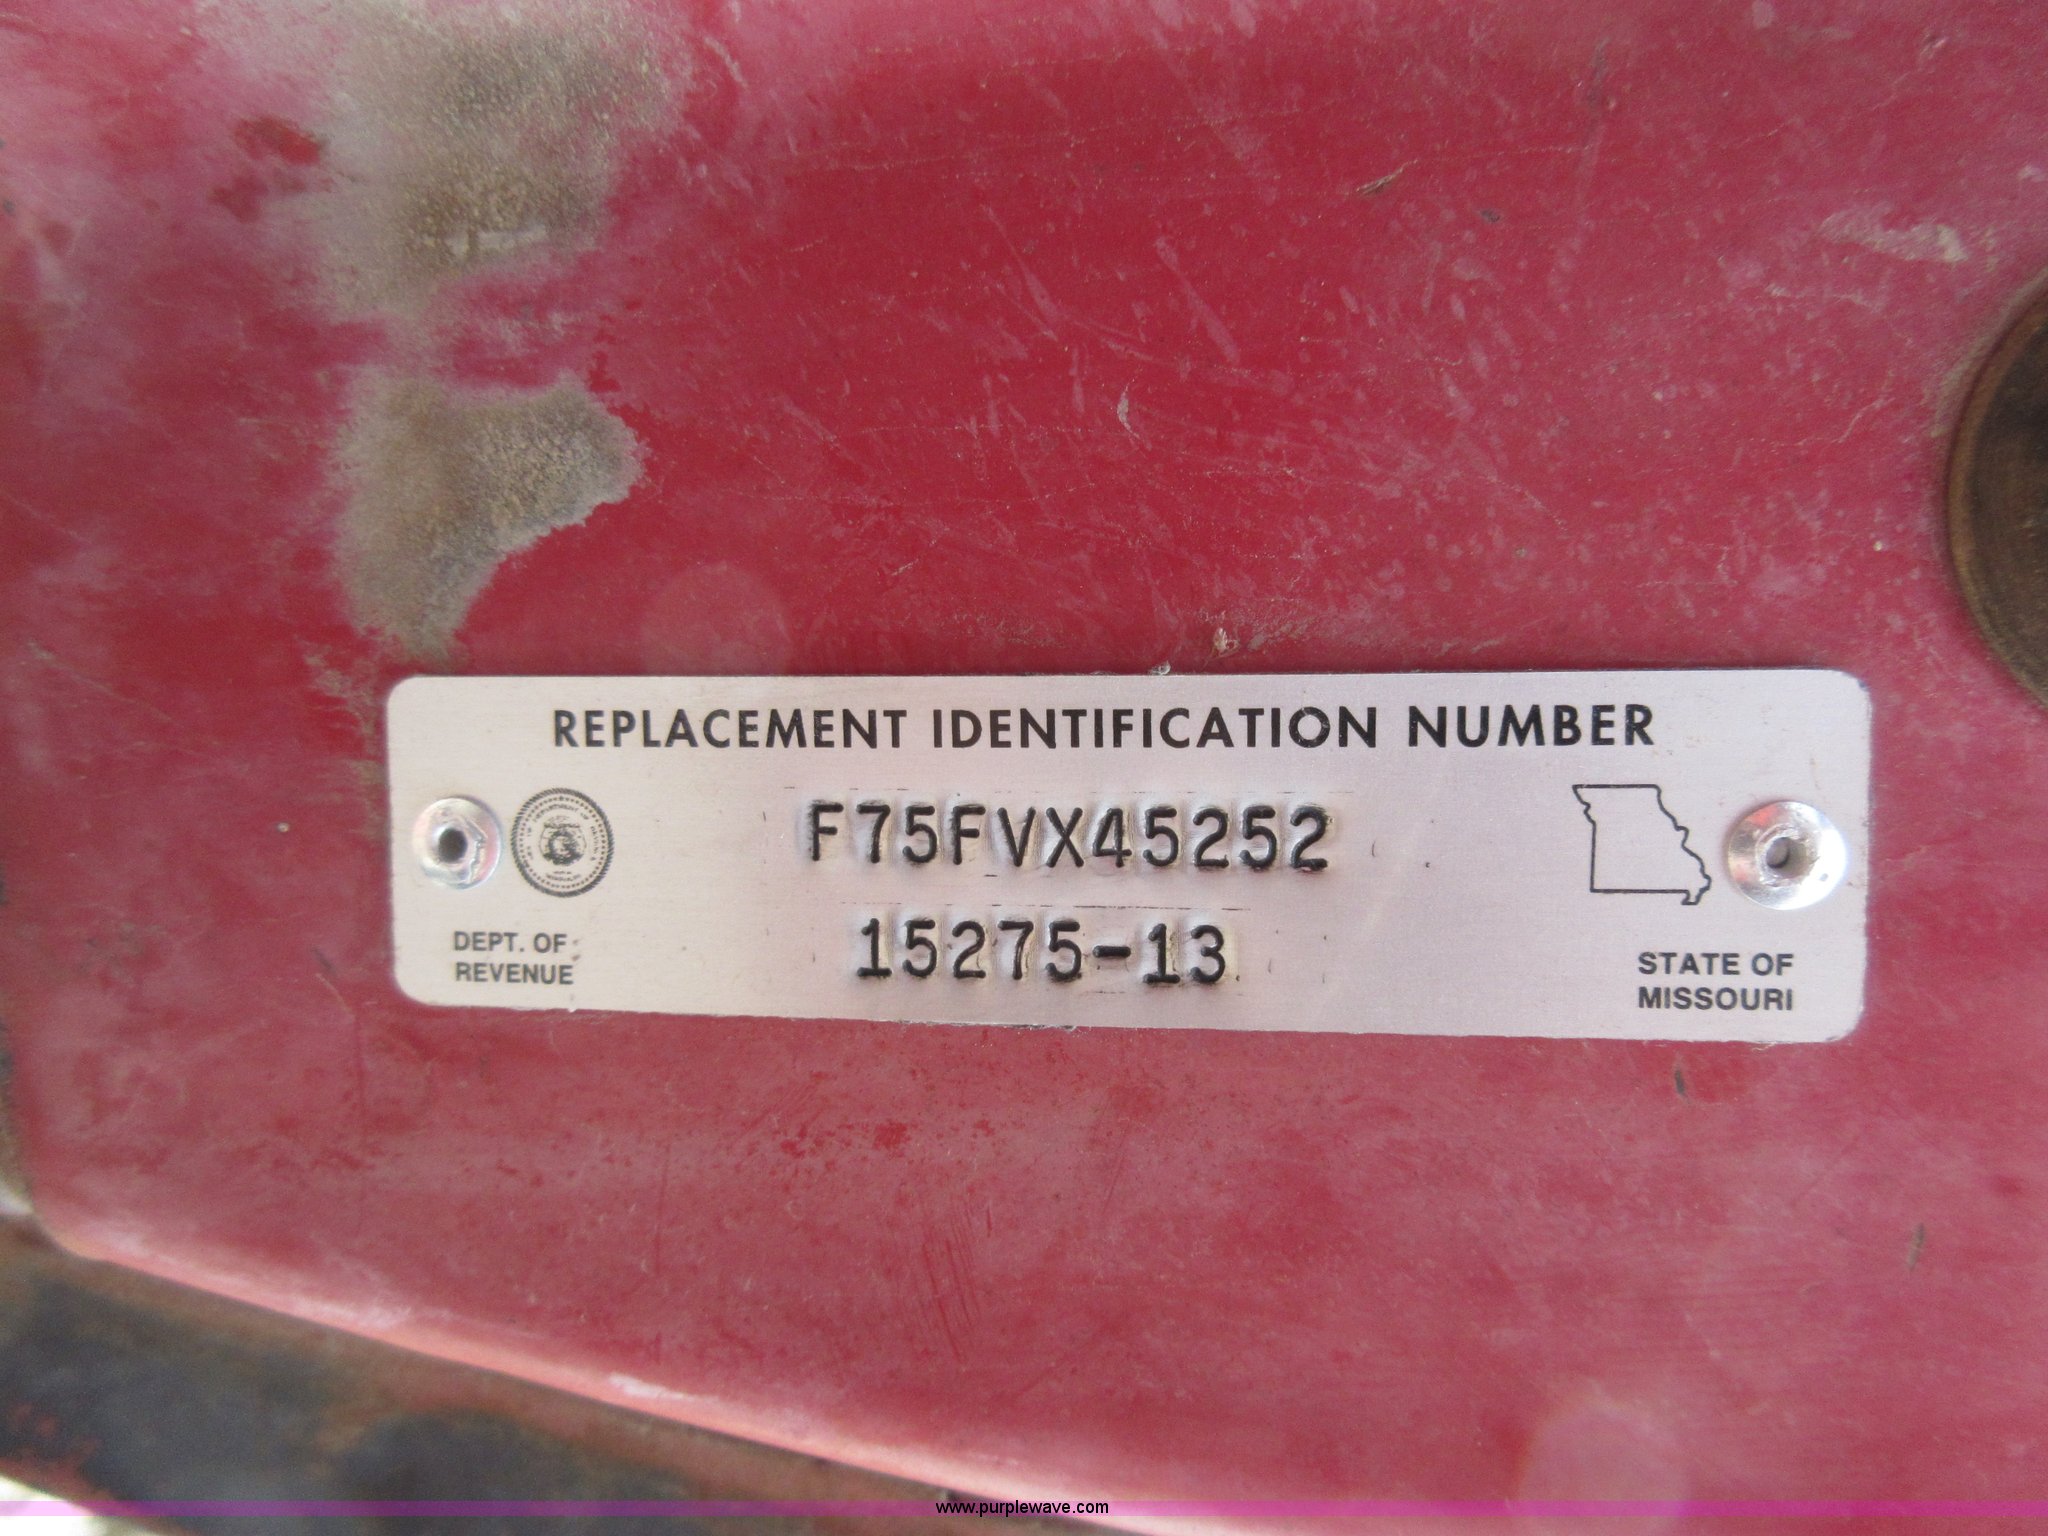 REPLACEMENT IDENTIFICATION NUMBER
F75FVX45252
15275-13
DEPT. OF
REVENUE
STATE OF
MISSOURI
www.purplewave.com